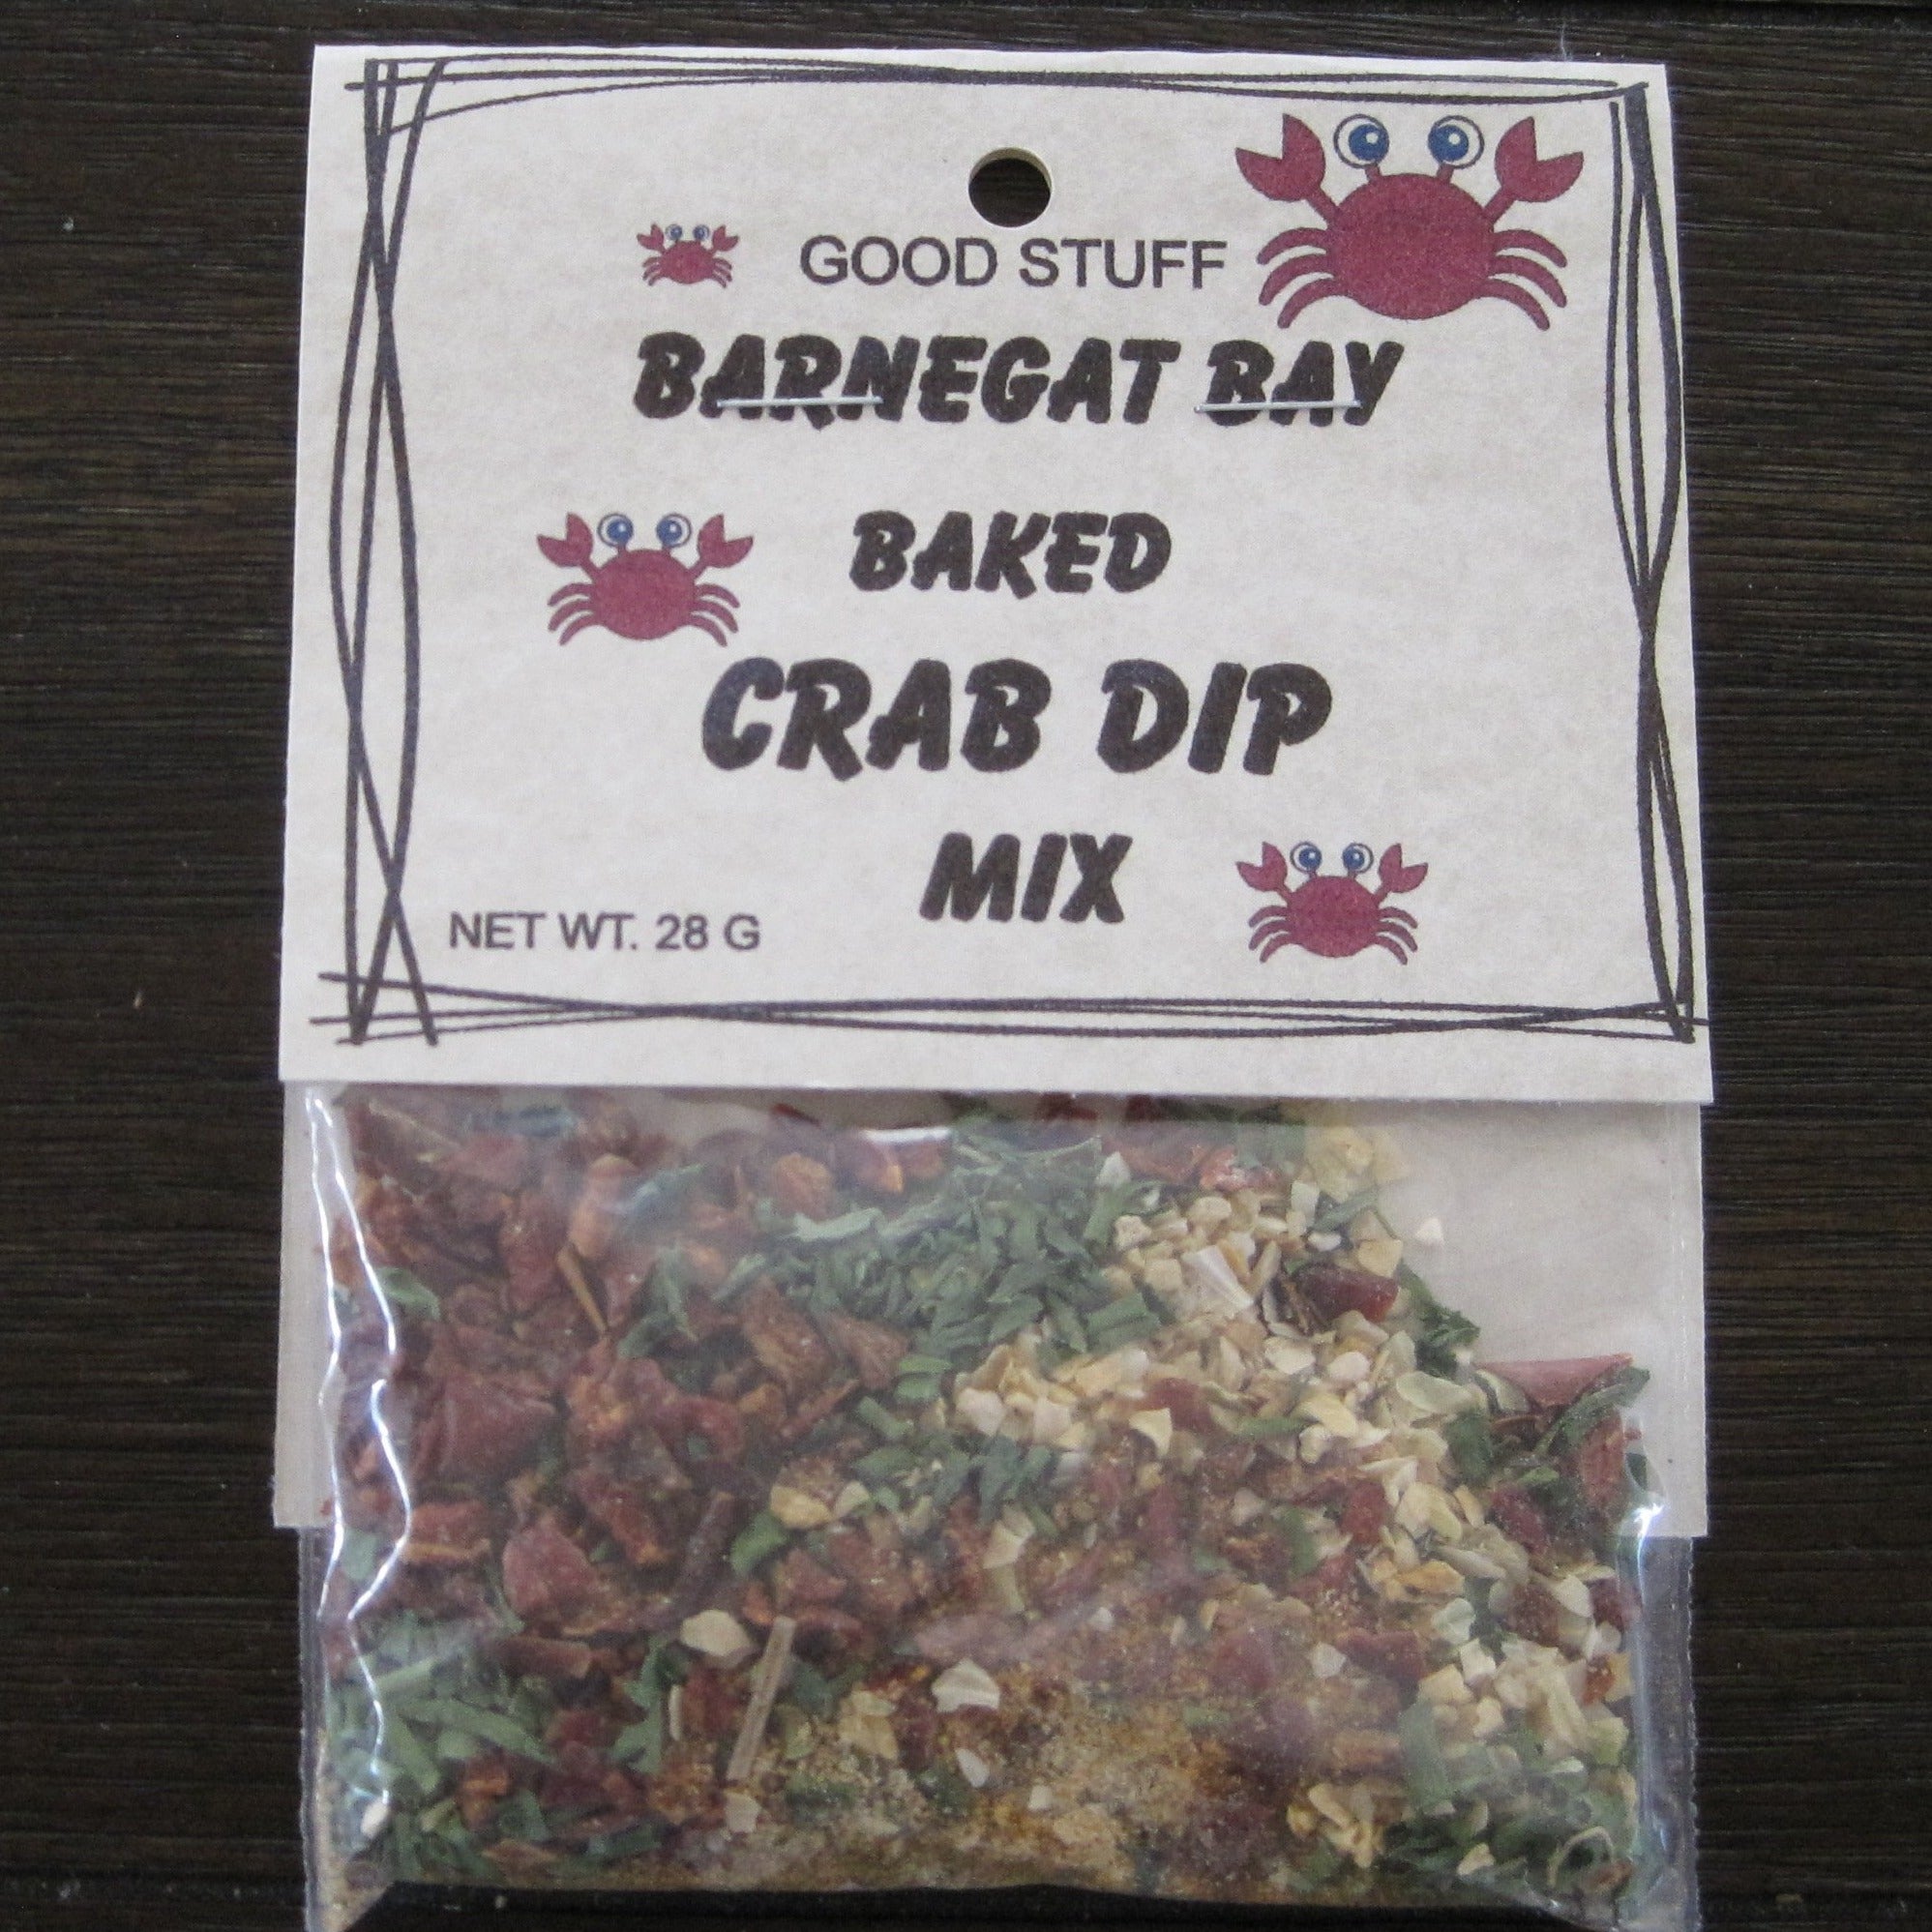 GOOD STUFF
BARNEGAT BAY
BAKED
CRAB DIP
MIX
NET WT. 28 G